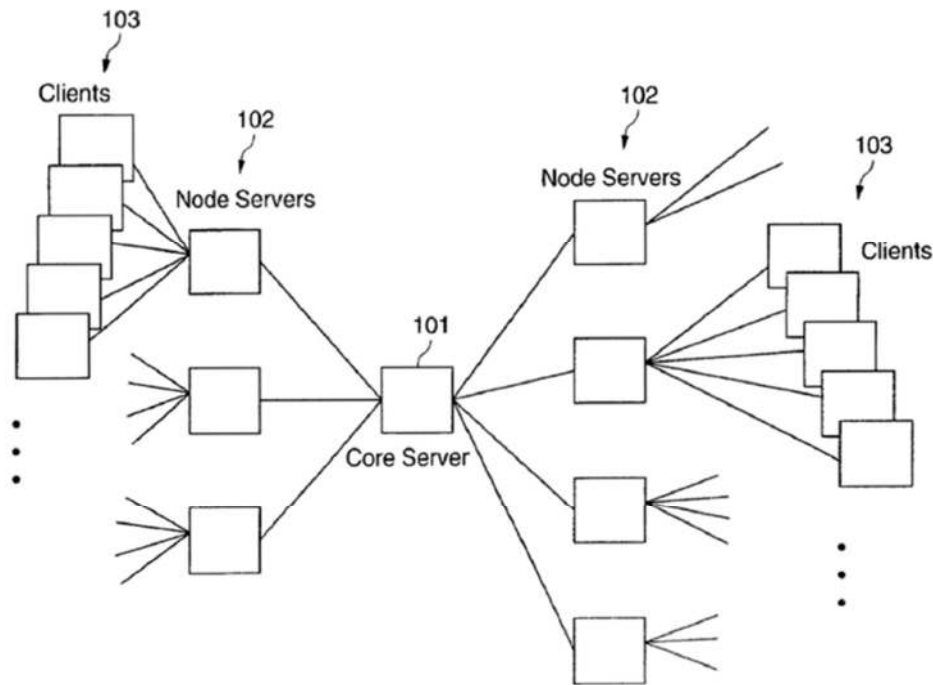 103
Clients
102
Node Servers
102
Node Servers
103
Clients
101
Core Server